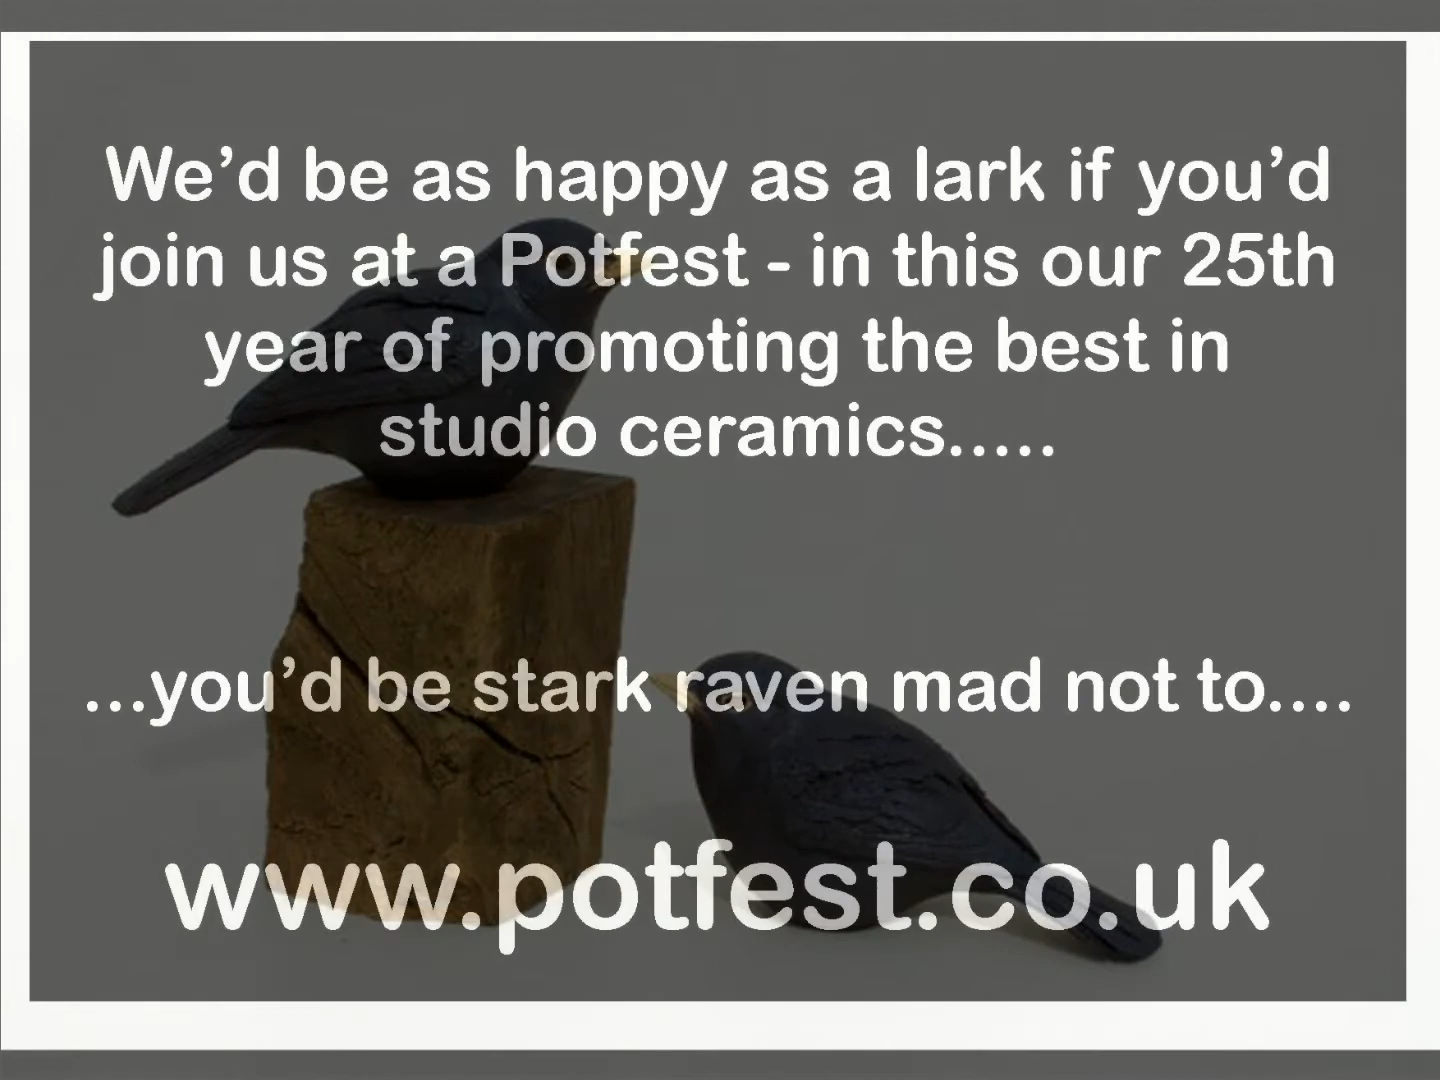 We’d be as happy as a lark if you’d
join us at a Potfest - in this our 25th
year of promoting the best in
studio ceramics.....
...you’d be stark raven mad not to....
www.potfest.co.uk